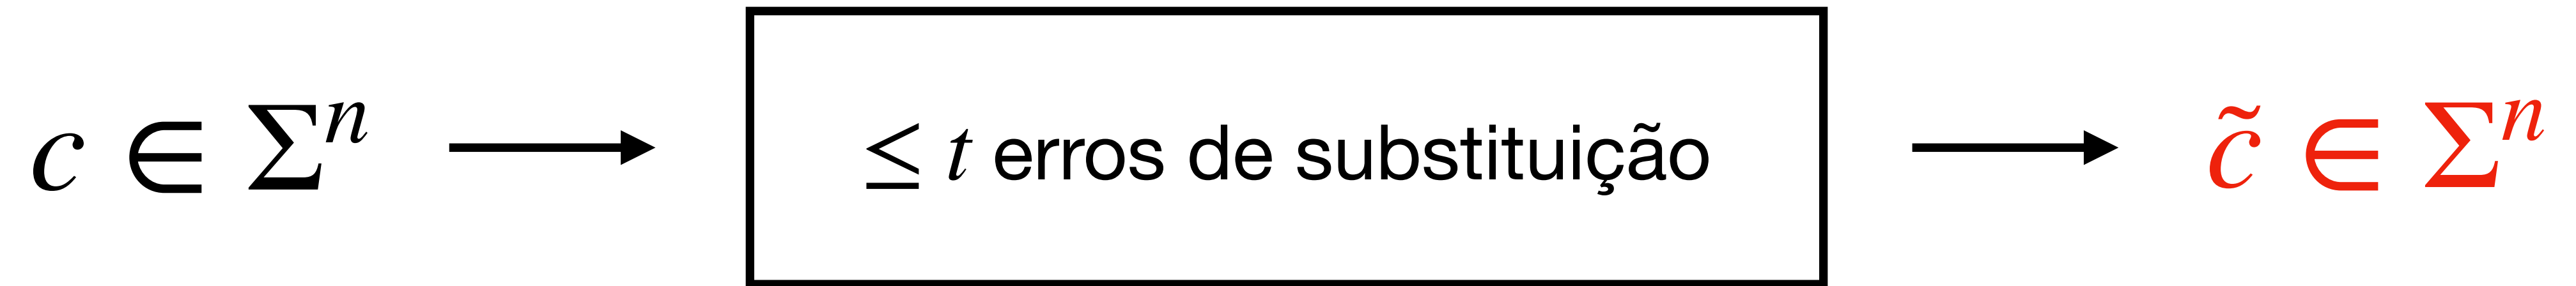 c ∈ Σⁿ → ≤ t erros de substituição → c̃ ∈ Σⁿ